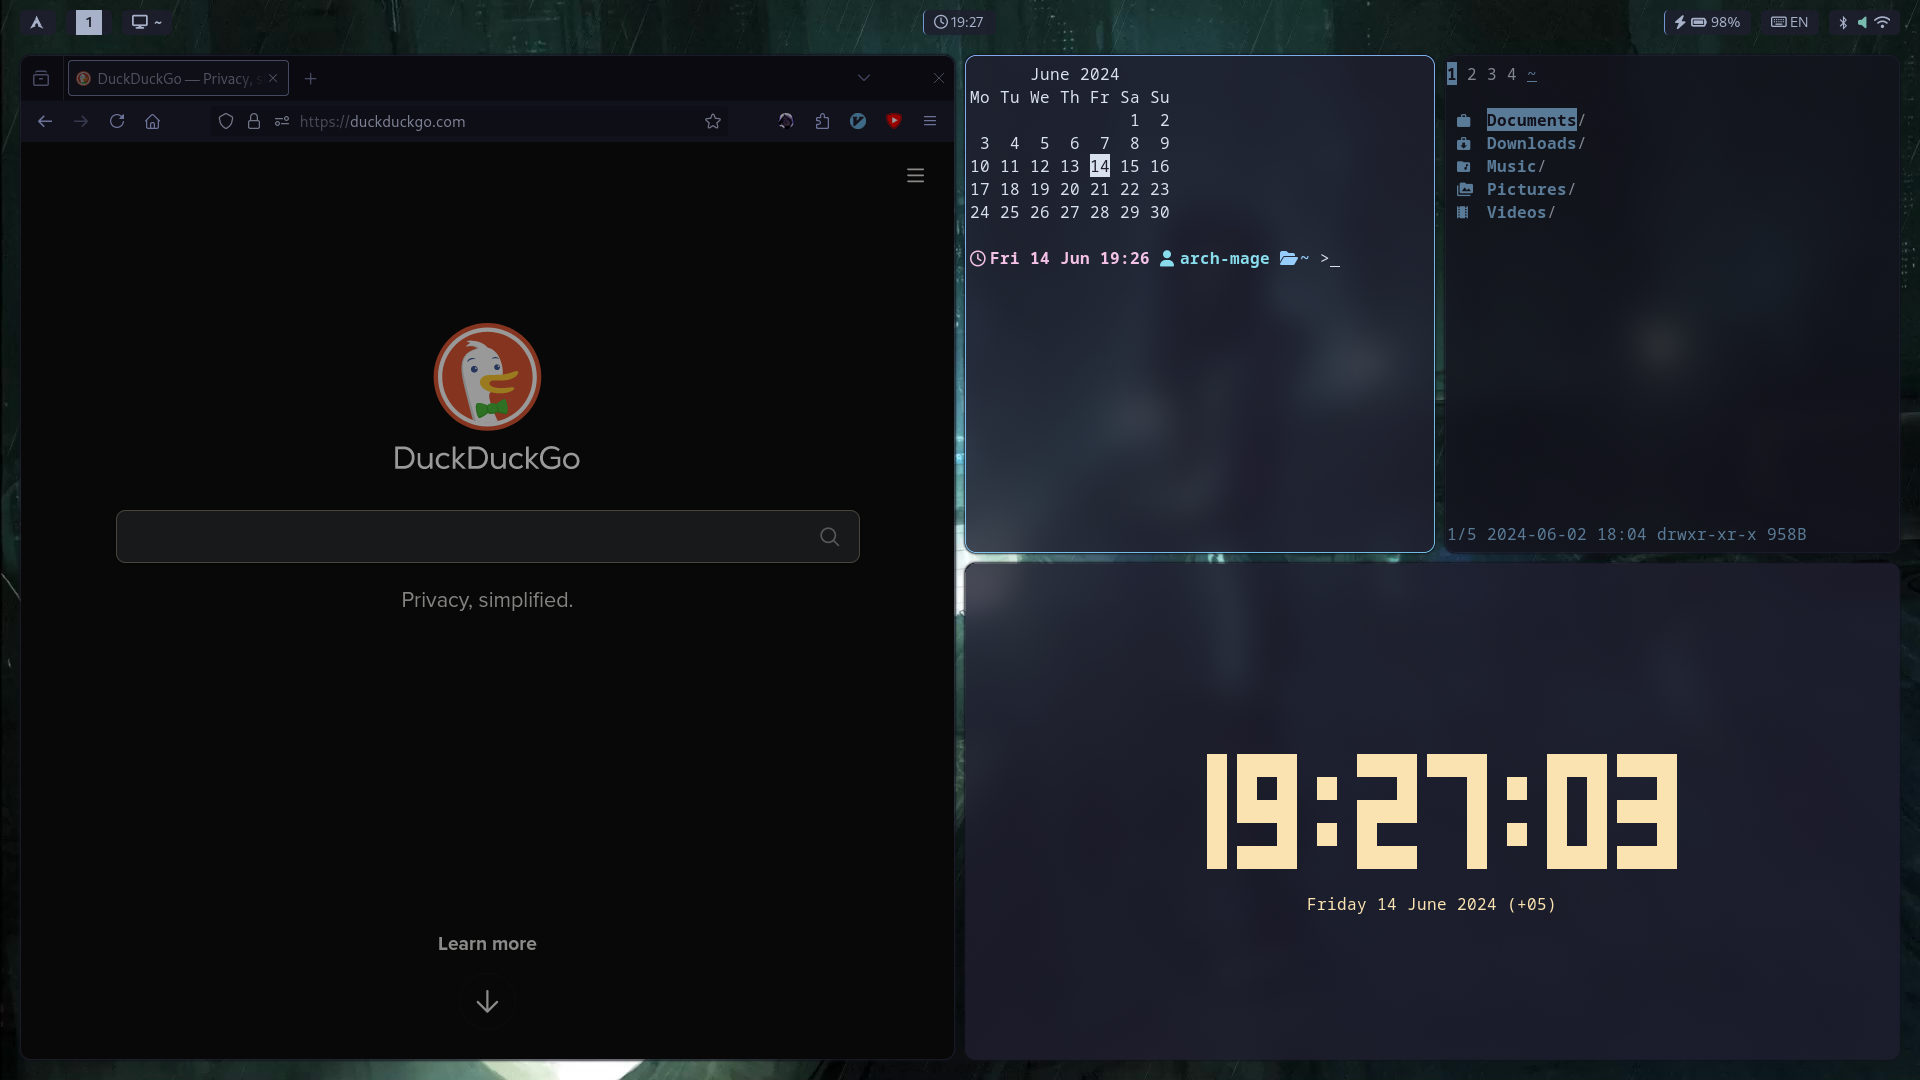 1
~
19:27
98%
EN
DuckDuckGo — Privacy, s
https://duckduckgo.com
DuckDuckGo
Privacy, simplified.
Learn more
June 2024
Mo Tu We Th Fr Sa Su
1 2
3 4 5 6 7 8 9
10 11 12 13 14 15 16
17 18 19 20 21 22 23
24 25 26 27 28 29 30
Fri 14 Jun 19:26 arch-mage ~ >_
1 2 3 4 ~
Documents/
Downloads/
Music/
Pictures/
Videos/
1/5 2024-06-02 18:04 drwxr-xr-x 958B
19:27:03
Friday 14 June 2024 (+05)